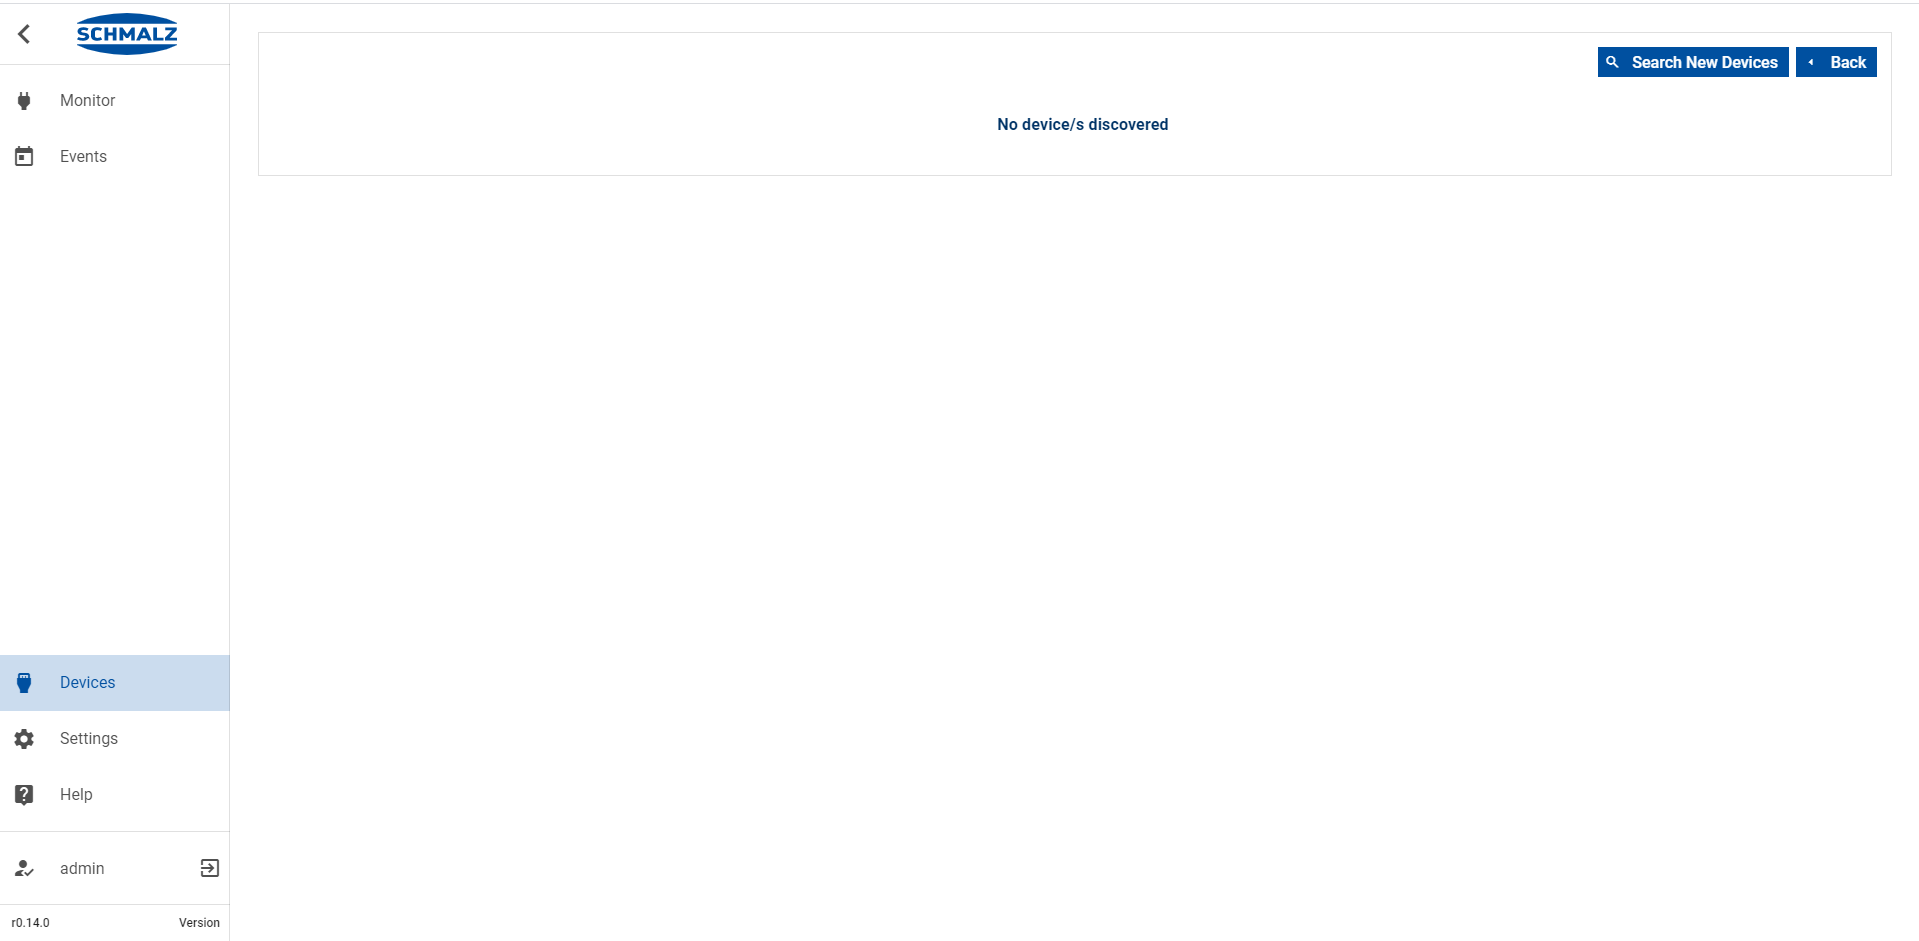 SCHMALZ
Monitor
Events
Search New Devices
Back
No device/s discovered
Devices
Settings
Help
admin
r0.14.0
Version